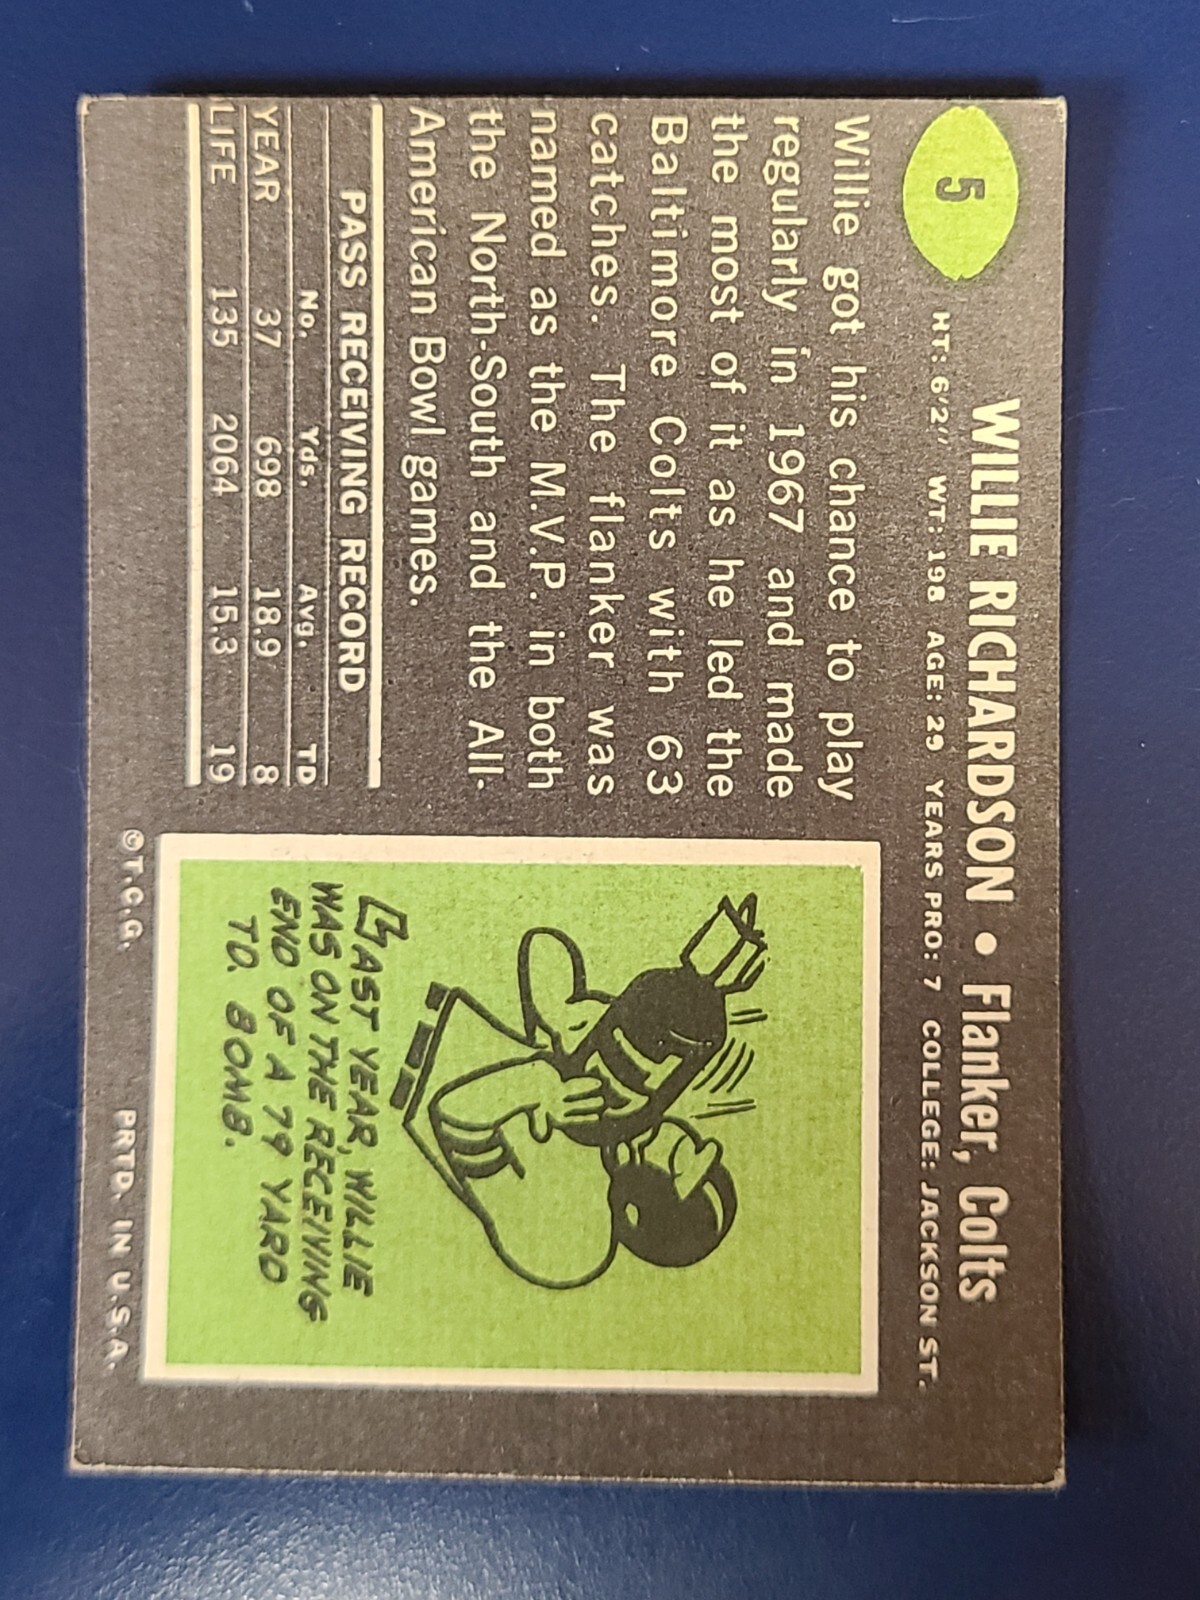 5
WILLIE RICHARDSON • Flanker, Colts
HT: 6'2" WT: 198 AGE: 29 YEARS PRO: 7 COLLEGE: JACKSON ST.
Willie got his chance to play
regularly in 1967 and made
the most of it as he led the
Baltimore Colts with 63
catches. The flanker was
named as the M.V.P. in both
the North-South and the All-
American Bowl games.
PASS RECEIVING RECORD
No. Yds. Avg. TD
YEAR 37 698 18.9 8
LIFE 135 2064 15.3 19
LAST YEAR, WILLIE
WAS ON THE RECEIVING
END OF A 79 YARD
TD. BOMB.
©T.C.G. PRTD. IN U.S.A.